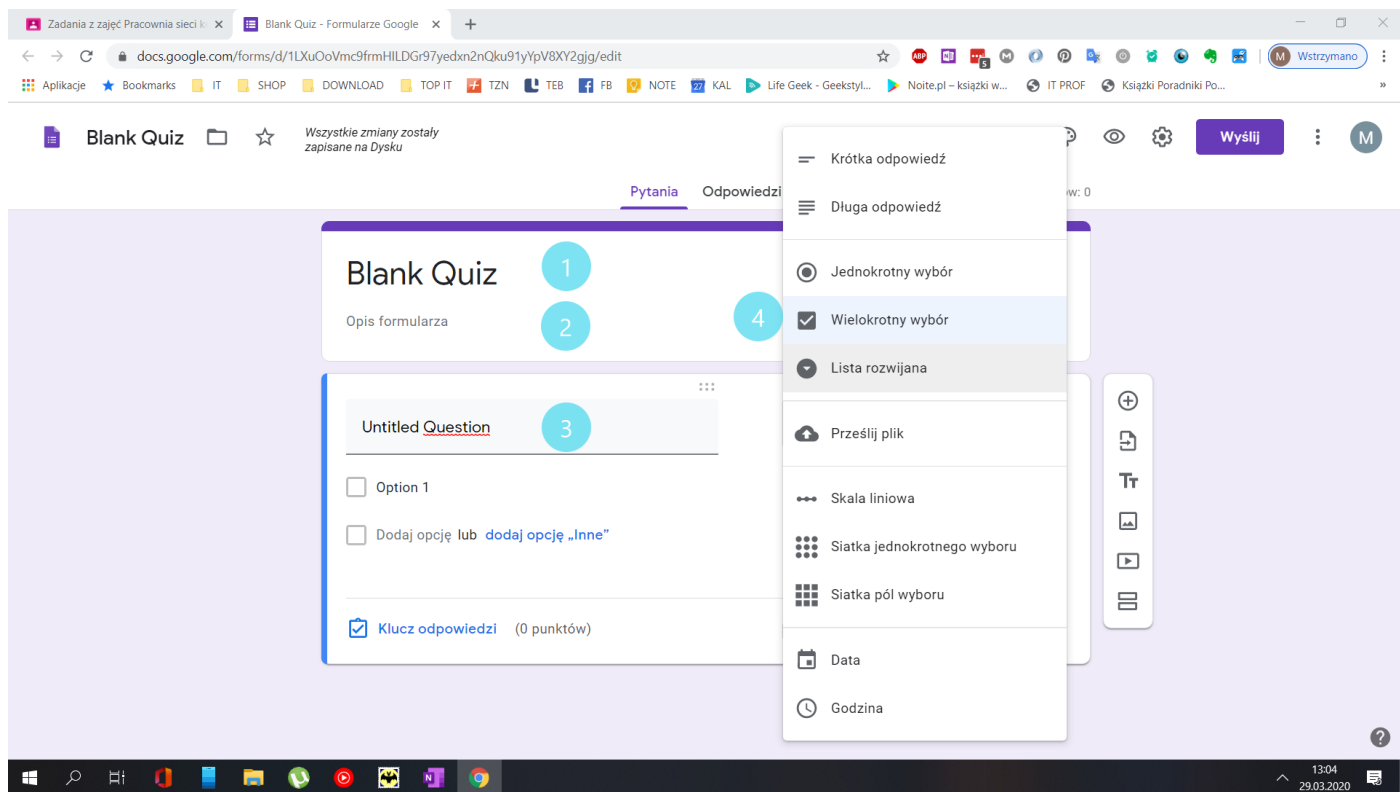 Zadania z zajęć Pracownia sieci k
Blank Quiz - Formularze Google
docs.google.com/forms/d/1LXuOoVmc9frmHILDGr97yedxn2nQku91yYpV8XY2gjg/edit
ABP
5
M
Wstrzymano
Aplikacje
Bookmarks
IT
SHOP
DOWNLOAD
TOP IT
TZN
TEB
FB
NOTE
27
KAL
Life Geek - Geekstyl...
Noite.pl – książki w...
IT PROF
Książki Poradniki Po...
»
Blank Quiz
Wszystkie zmiany zostały
zapisane na Dysku
Wyślij
M
Pytania
Odpowiedzi
w: 0
Blank Quiz
1
Opis formularza
2
Untitled Question
3
Option 1
Dodaj opcję lub dodaj opcję „Inne”
Klucz odpowiedzi (0 punktów)
4
Krótka odpowiedź
Długa odpowiedź
Jednokrotny wybór
Wielokrotny wybór
Lista rozwijana
Prześlij plik
Skala liniowa
Siatka jednokrotnego wyboru
Siatka pól wyboru
Data
Godzina
Tт
?
13:04
29.03.2020